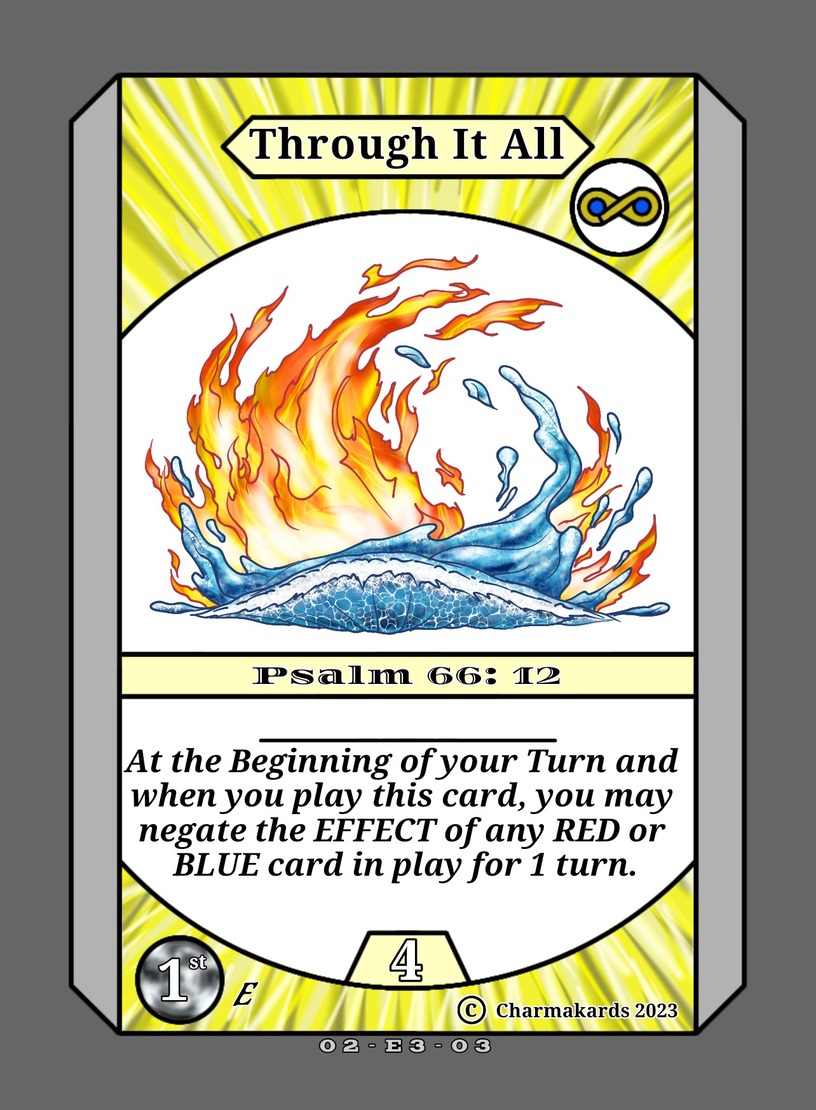 Through It All
Psalm 66: 12
At the Beginning of your Turn and
when you play this card, you may
negate the EFFECT of any RED or
BLUE card in play for 1 turn.
4
1st
E
© Charmakards 2023
02-E3-03